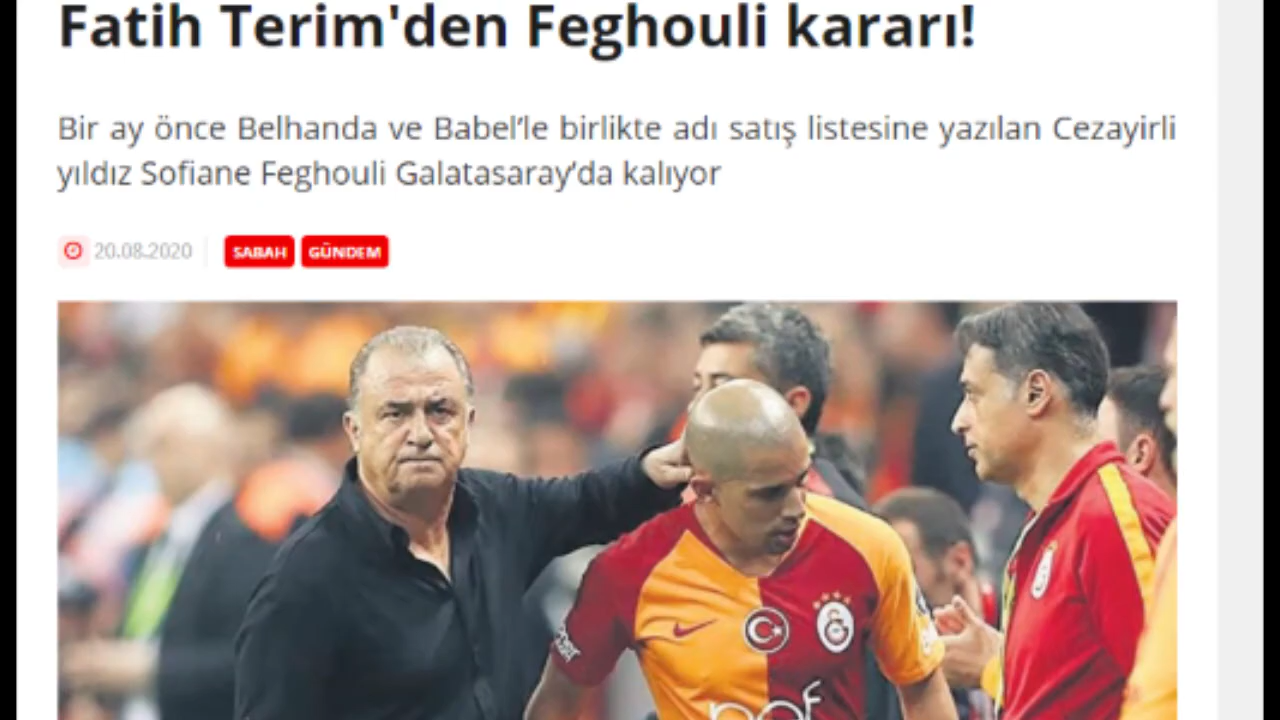 Fatih Terim'den Feghouli kararı!
Bir ay önce Belhanda ve Babel’le birlikte adı satış listesine yazılan Cezayirli
yıldız Sofiane Feghouli Galatasaray’da kalıyor
20.08.2020 SABAH GÜNDEM
nef